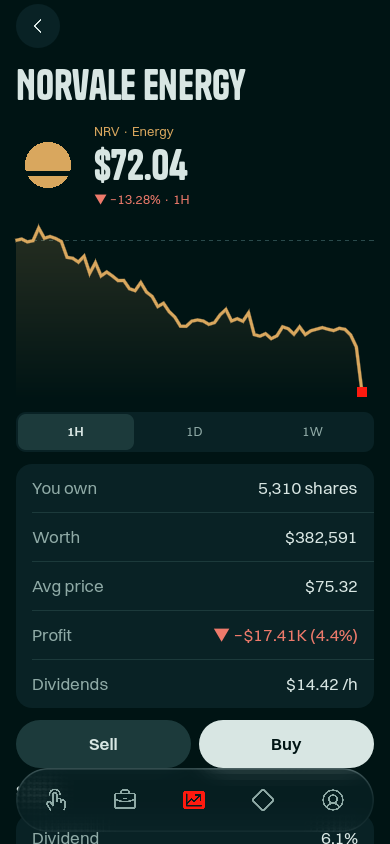 NORVALE ENERGY
NRV · Energy
$72.04
▼ −13.28% · 1H
1H 1D 1W
You own 5,310 shares
Worth $382,591
Avg price $75.32
Profit ▼ −$17.41K (4.4%)
Dividends $14.42 /h
Sell Buy
Dividend 6.1%